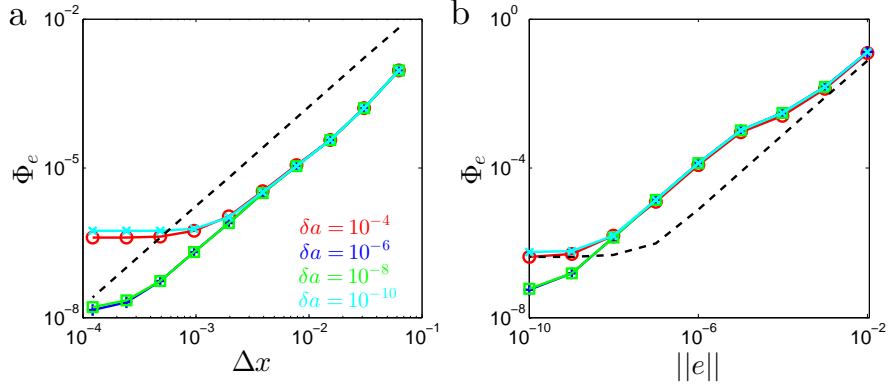 a
b
10^{-2}
10^{-5}
10^{-8}
Φ_e
10^{-4}
10^{-3}
10^{-2}
10^{-1}
Δx
δa = 10^{-4}
δa = 10^{-6}
δa = 10^{-8}
δa = 10^{-10}
10^{0}
10^{-4}
10^{-8}
Φ_e
10^{-10}
10^{-6}
10^{-2}
||e||